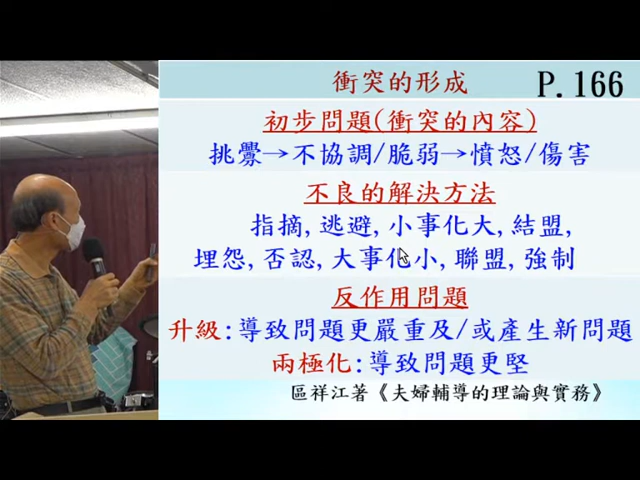 衝突的形成
P.166
初步問題(衝突的內容)
挑釁→不協調/脆弱→憤怒/傷害
不良的解決方法
指摘,逃避,小事化大,結盟,
埋怨,否認,大事化小,聯盟,強制
反作用問題
升級:導致問題更嚴重及/或產生新問題
兩極化:導致問題更堅
區祥江著《夫婦輔導的理論與實務》